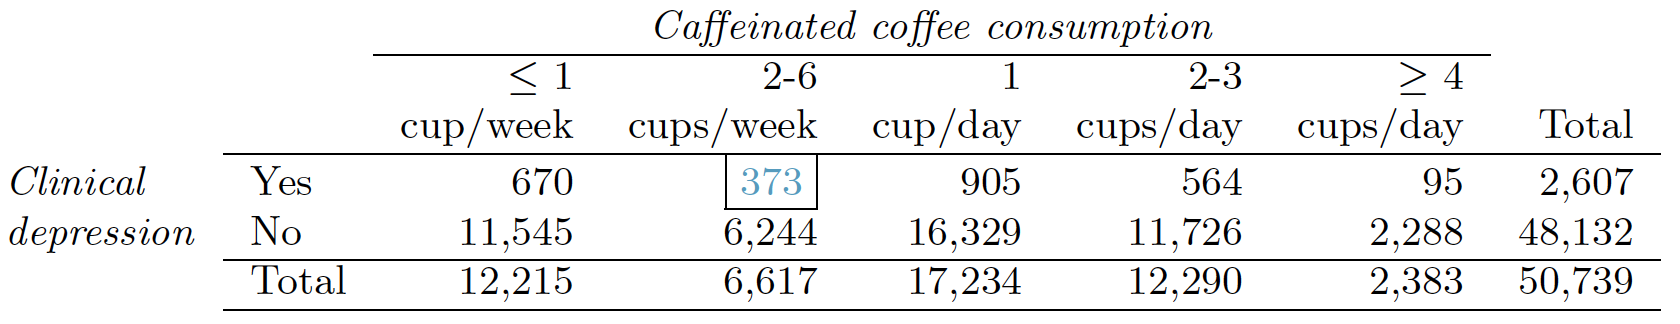 Caffeinated coffee consumption
≤ 1 2-6 1 2-3 ≥ 4
cup/week cups/week cup/day cups/day cups/day Total
Clinical Yes 670 373 905 564 95 2,607
depression No 11,545 6,244 16,329 11,726 2,288 48,132
Total 12,215 6,617 17,234 12,290 2,383 50,739